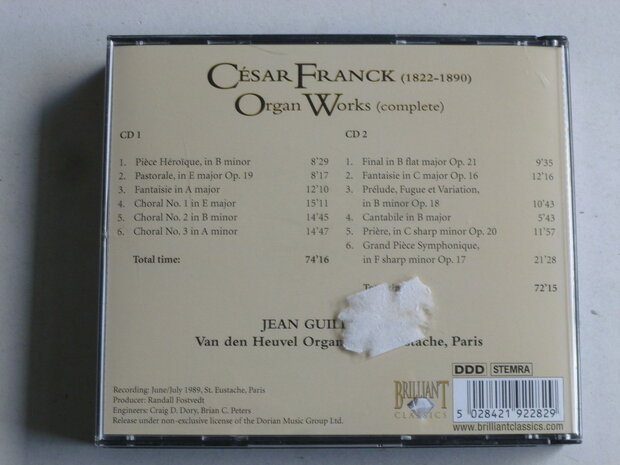 CÉSAR FRANCK (1822-1890)
ORGAN WORKS (complete)
CD 1
1. Pièce Héroïque, in B minor 8'29
2. Pastorale, in E major Op. 19 8'17
3. Fantaisie in A major 12'10
4. Choral No. 1 in E major 15'11
5. Choral No. 2 in B minor 14'45
6. Choral No. 3 in A minor 14'47
Total time: 74'16
CD 2
1. Final in B flat major Op. 21 9'35
2. Fantaisie in C major Op. 16 12'16
3. Prélude, Fugue et Variation,
in B minor Op. 18 10'43
4. Cantabile in B major 5'43
5. Prière, in C sharp minor Op. 20 11'57
6. Grand Pièce Symphonique,
in F sharp minor Op. 17 21'28
72'15
JEAN
Van den Heuvel Organ Paris
Recording: June/July 1989, St. Eustache, Paris
Producer: Randall Fostvedt
Engineers: Craig D. Dory, Brian C. Peters
Release under non-exclusive license of the Dorian Music Group Ltd.
BRILLIANT
CLASSICS
DDD STEMRA
5 028421 922829
www.brilliantclassics.com